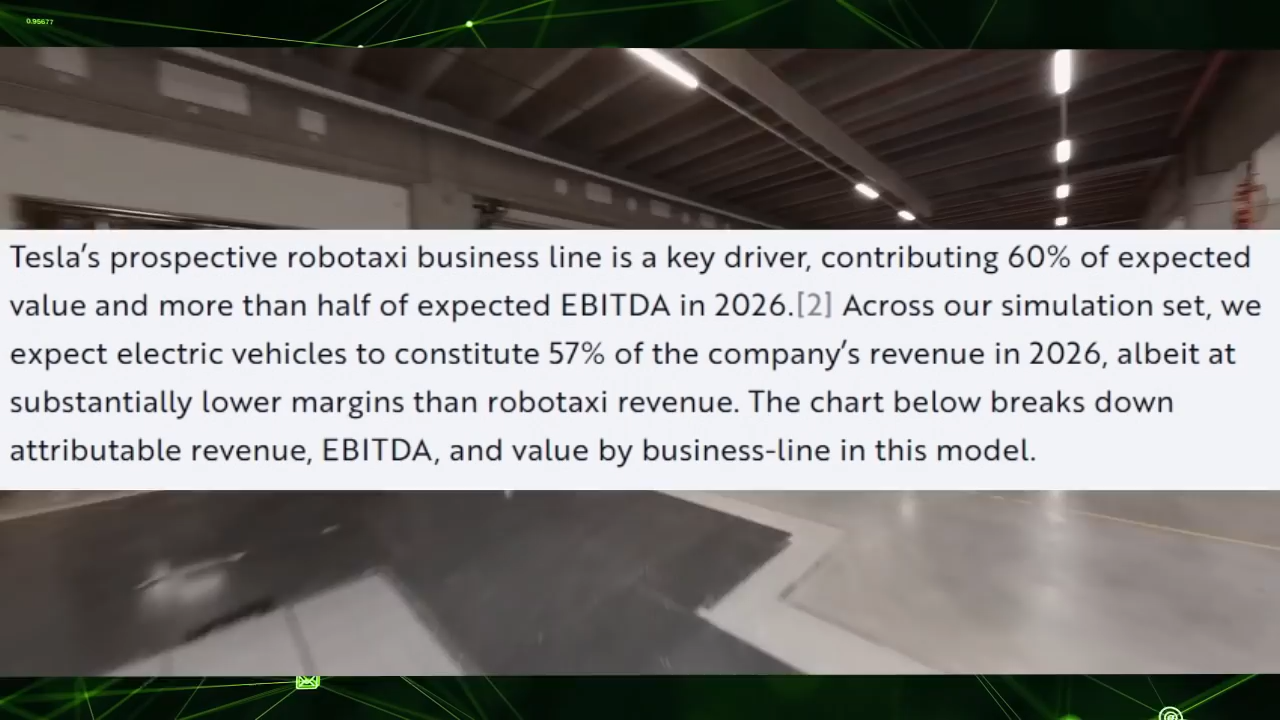 0.95677
Tesla's prospective robotaxi business line is a key driver, contributing 60% of expected
value and more than half of expected EBITDA in 2026.[2] Across our simulation set, we
expect electric vehicles to constitute 57% of the company's revenue in 2026, albeit at
substantially lower margins than robotaxi revenue. The chart below breaks down
attributable revenue, EBITDA, and value by business-line in this model.